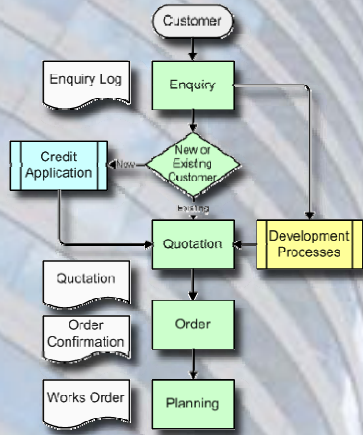 Customer
Enquiry Log
Enquiry
New or
Existing
Customer
Credit
Application
New
Existing
Quotation
Development
Processes
Quotation
Order
Order
Confirmation
Works Order
Planning